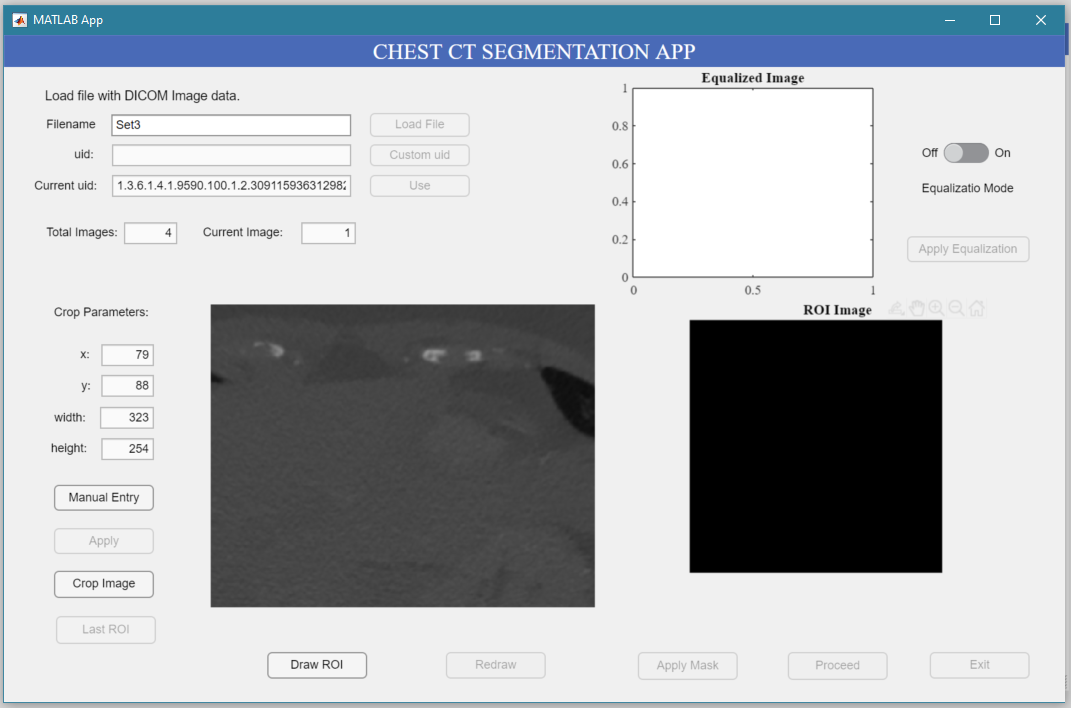 MATLAB App
CHEST CT SEGMENTATION APP
Load file with DICOM Image data.
Filename Set3 Load File
uid: Custom uid
Current uid: 1.3.6.1.4.1.9590.100.1.2.309115936312982 Use
Total Images: 4 Current Image: 1
Equalized Image
1
0.8
0.6
0.4
0.2
0
0 0.5 1
Off On
Equalizatio Mode
Apply Equalization
Crop Parameters:
x: 79
y: 88
width: 323
height: 254
Manual Entry
Apply
Crop Image
Last ROI
ROI Image
Draw ROI Redraw Apply Mask Proceed Exit